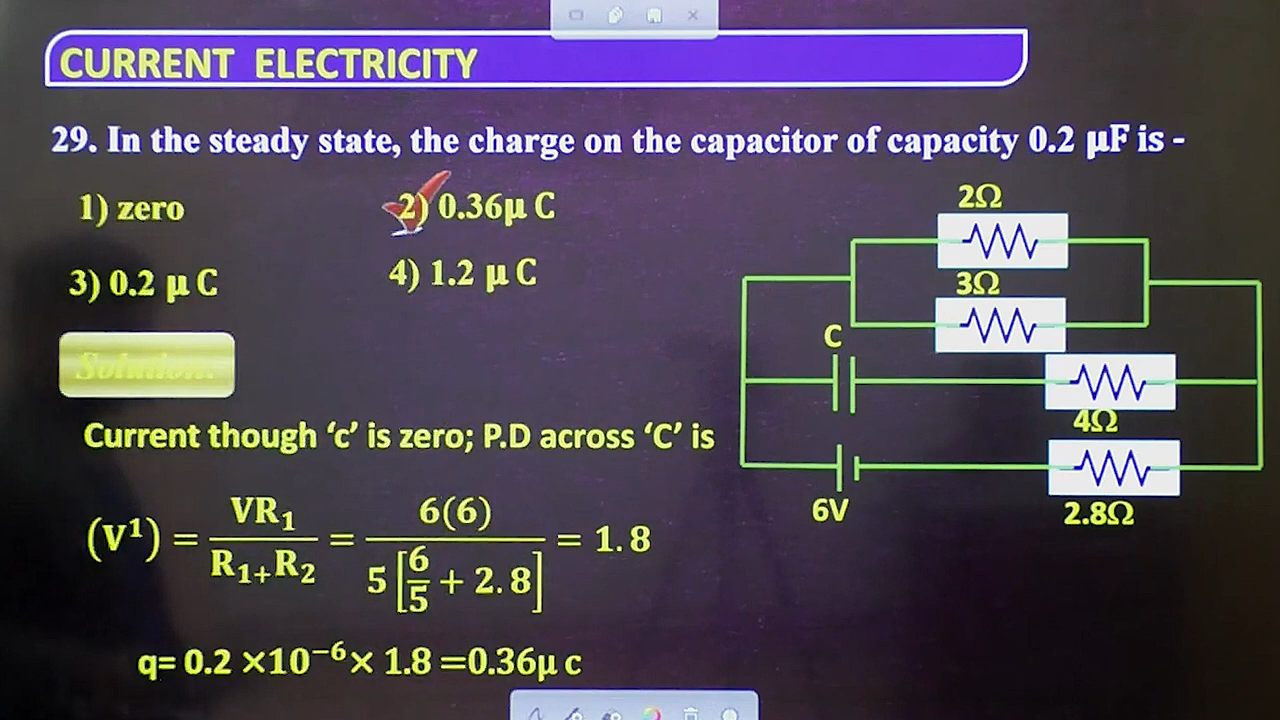 CURRENT ELECTRICITY
29. In the steady state, the charge on the capacitor of capacity 0.2 μF is -
1) zero
2) 0.36μ C
3) 0.2 μ C
4) 1.2 μ C
2Ω
3Ω
C
4Ω
6V
2.8Ω
Solution:
Current though ‘c’ is zero; P.D across ‘C’ is
(V¹) = VR₁ / R₁₊R₂ = 6(6) / 5[6/5 + 2.8] = 1.8
q= 0.2 ×10⁻⁶× 1.8 =0.36μ c